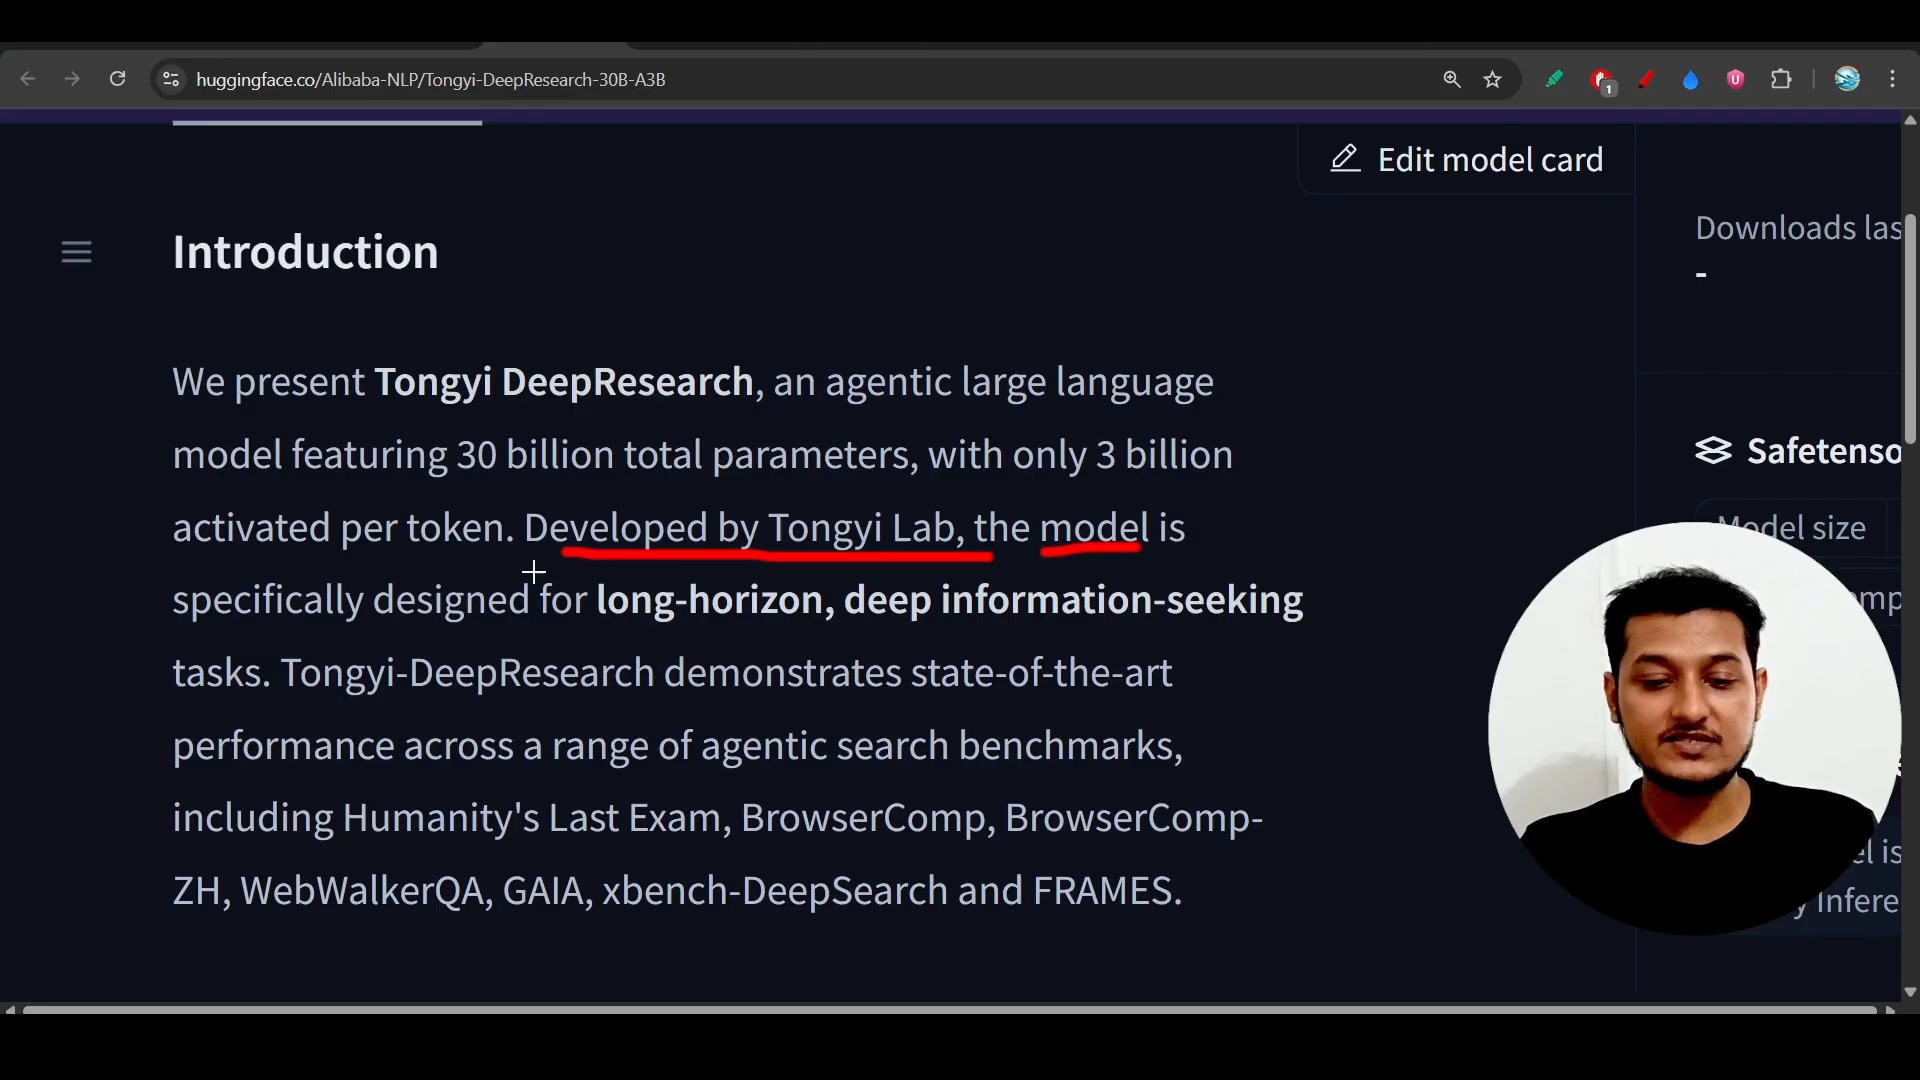 huggingface.co/Alibaba-NLP/Tongyi-DeepResearch-30B-A3B
1
Edit model card
Introduction
We present Tongyi DeepResearch, an agentic large language
model featuring 30 billion total parameters, with only 3 billion
activated per token. Developed by Tongyi Lab, the model is
specifically designed for long-horizon, deep information-seeking
tasks. Tongyi-DeepResearch demonstrates state-of-the-art
performance across a range of agentic search benchmarks,
including Humanity's Last Exam, BrowserComp, BrowserComp-
ZH, WebWalkerQA, GAIA, xbench-DeepSearch and FRAMES.
Downloads las
-
Safetenso
Model size